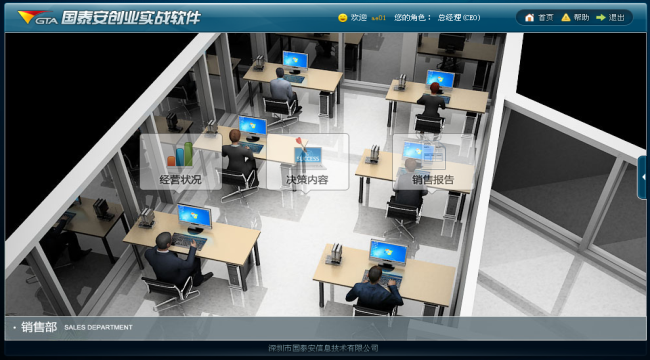 GTA 国泰安创业实战软件
欢迎 as01 您的角色： 总经理(CEO) 首页 帮助 退出
经营状况 决策内容 销售报告
• 销售部 SALES DEPARTMENT
深圳市国泰安信息技术有限公司